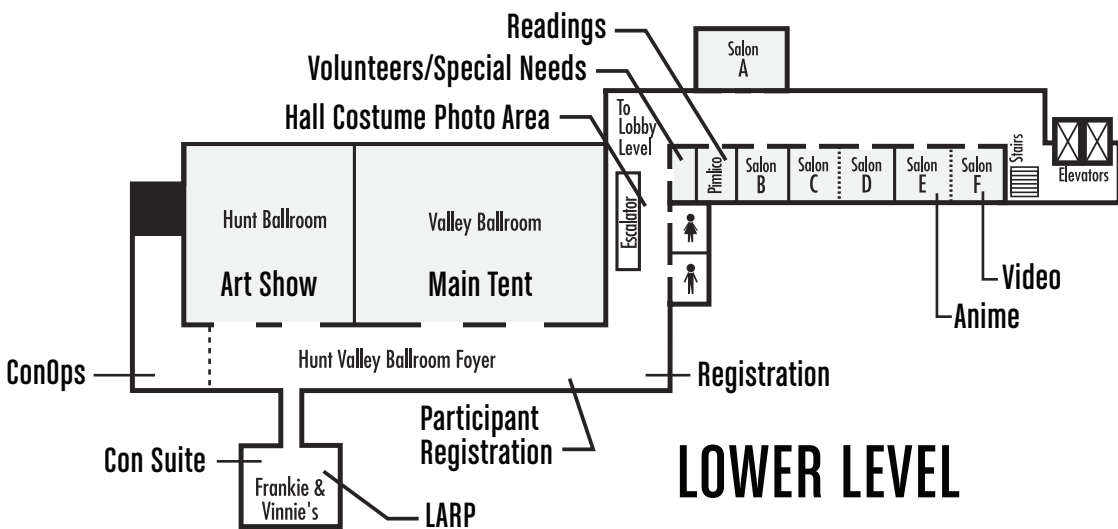 Readings
Volunteers/Special Needs
Hall Costume Photo Area
Salon
A
To
Lobby
Level
Pimlico
Salon
B
Salon
C
Salon
D
Salon
E
Salon
F
Stairs
Elevators
Escalator
Hunt Ballroom
Art Show
Valley Ballroom
Main Tent
Video
Anime
Hunt Valley Ballroom Foyer
ConOps
Registration
Participant
Registration
Con Suite
Frankie &
Vinnie's
LARP
LOWER LEVEL